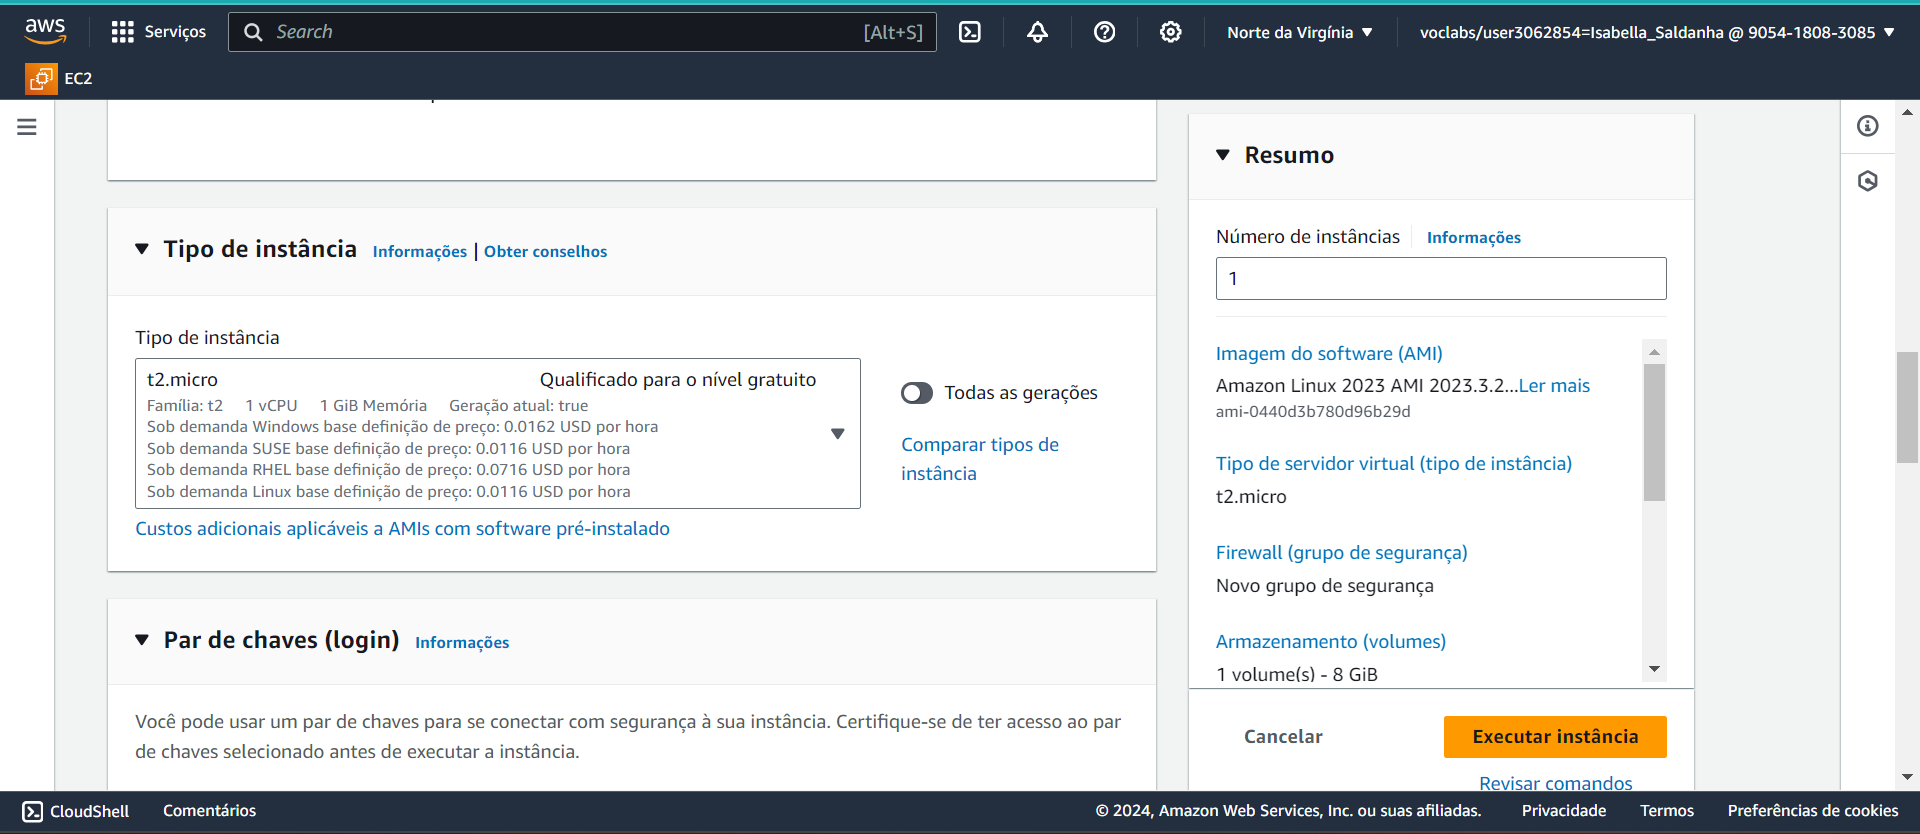 aws
Serviços
Search
[Alt+S]
Norte da Virgínia
voclabs/user3062854=Isabella_Saldanha @ 9054-1808-3085
EC2
Tipo de instância Informações | Obter conselhos
Tipo de instância
t2.micro Qualificado para o nível gratuito
Família: t2 1 vCPU 1 GiB Memória Geração atual: true
Sob demanda Windows base definição de preço: 0.0162 USD por hora
Sob demanda SUSE base definição de preço: 0.0116 USD por hora
Sob demanda RHEL base definição de preço: 0.0716 USD por hora
Sob demanda Linux base definição de preço: 0.0116 USD por hora
Custos adicionais aplicáveis a AMIs com software pré-instalado
Todas as gerações
Comparar tipos de
instância
Par de chaves (login) Informações
Você pode usar um par de chaves para se conectar com segurança à sua instância. Certifique-se de ter acesso ao par
de chaves selecionado antes de executar a instância.
Resumo
Número de instâncias Informações
1
Imagem do software (AMI)
Amazon Linux 2023 AMI 2023.3.2...Ler mais
ami-0440d3b780d96b29d
Tipo de servidor virtual (tipo de instância)
t2.micro
Firewall (grupo de segurança)
Novo grupo de segurança
Armazenamento (volumes)
1 volume(s) - 8 GiB
Cancelar
Executar instância
Revisar comandos
CloudShell
Comentários
© 2024, Amazon Web Services, Inc. ou suas afiliadas.
Privacidade
Termos
Preferências de cookies